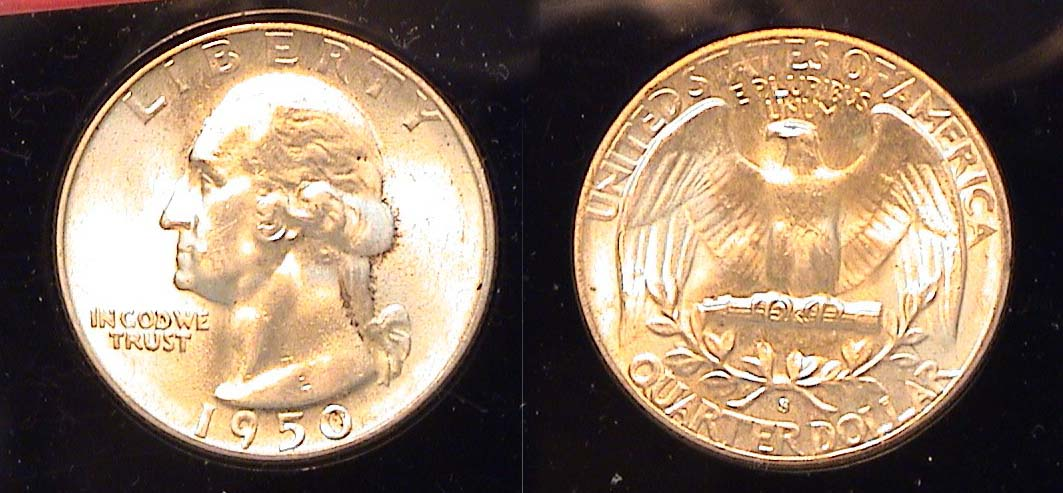 LIBERTY
IN GOD WE
TRUST
1950
UNITED STATES OF AMERICA
E PLURIBUS
UNUM
S
QUARTER DOLLAR